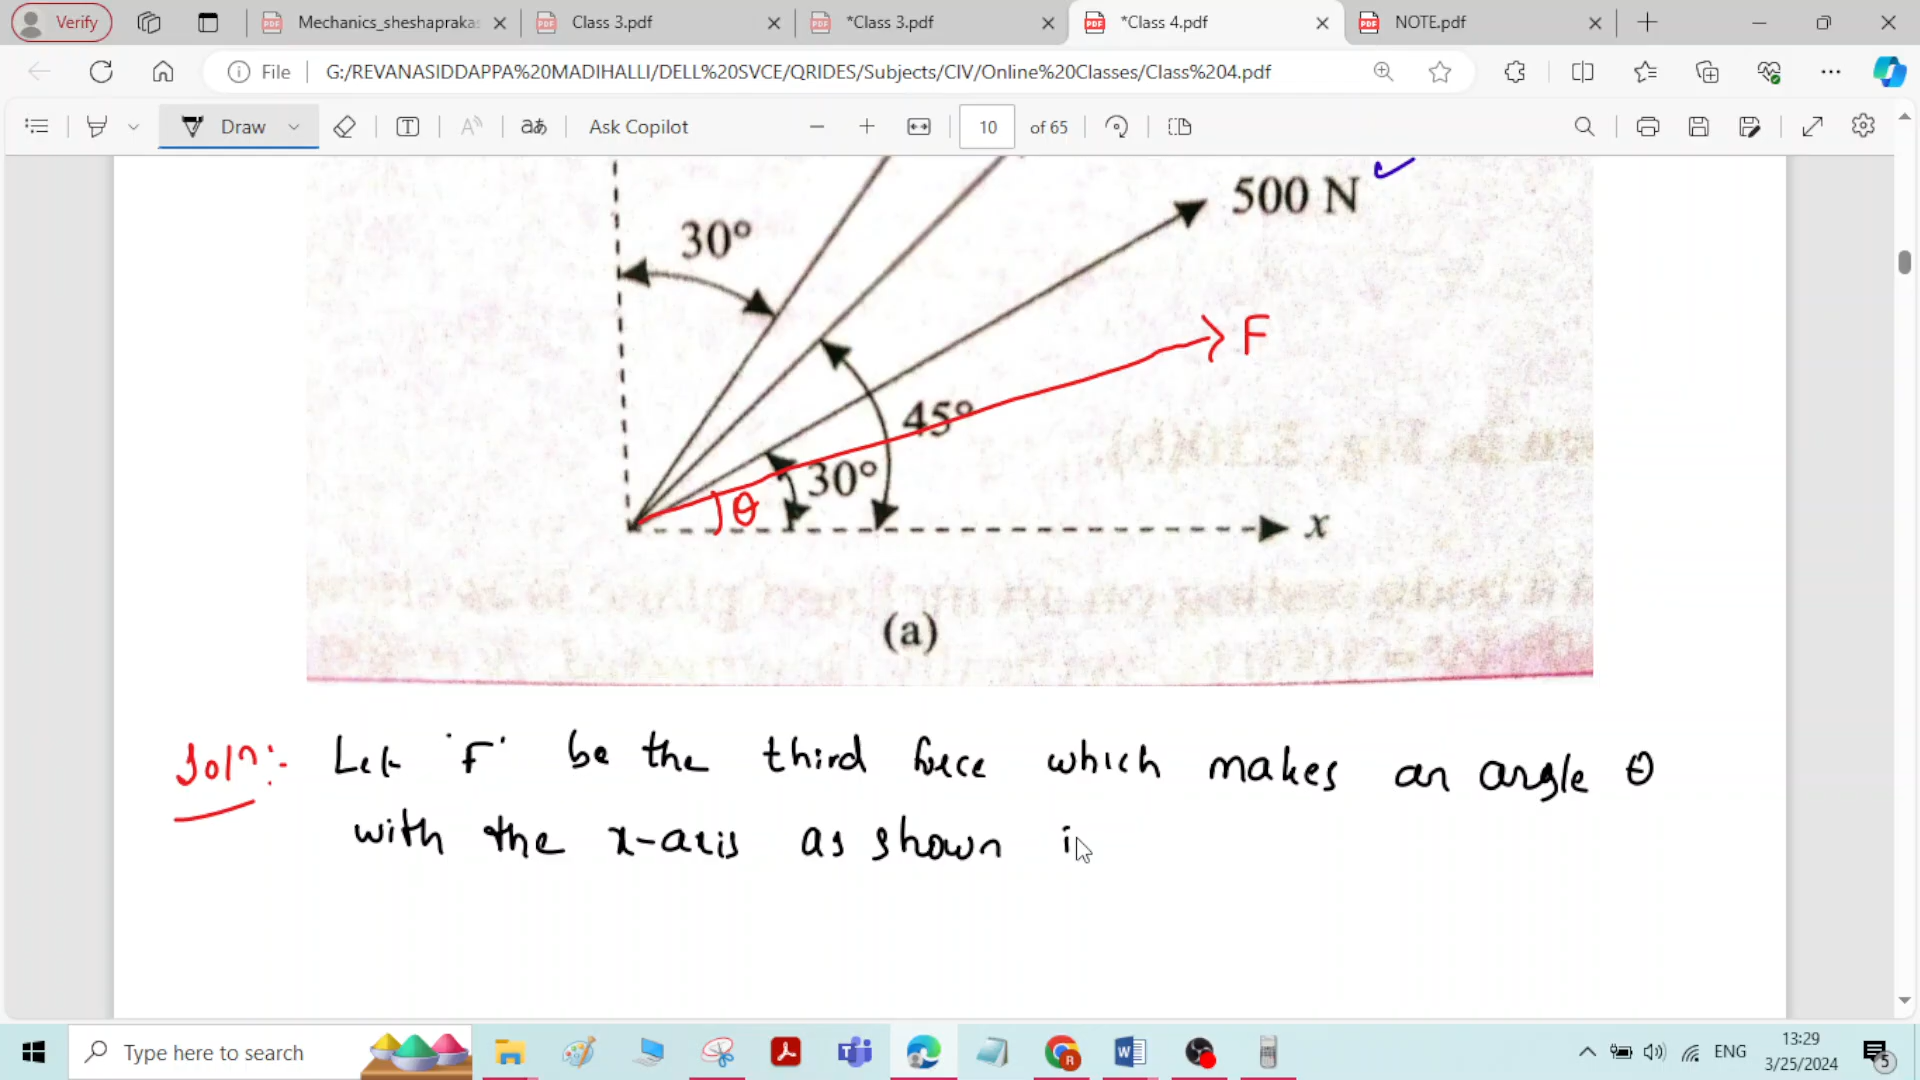 Verify
Mechanics_sheshapraka
Class 3.pdf
*Class 3.pdf
*Class 4.pdf
NOTE.pdf
File
G:/REVANASIDDAPPA%20MADIHALLI/DELL%20SVCE/QRIDES/Subjects/CIV/Online%20Classes/Class%204.pdf
Draw
Ask Copilot
10
of 65
500 N
30°
F
45°
30°
θ
x
(a)
Soln:-
Let 'F' be the third force which makes an angle θ
with the x-axis as shown i
Type here to search
ENG
13:29
3/25/2024
5